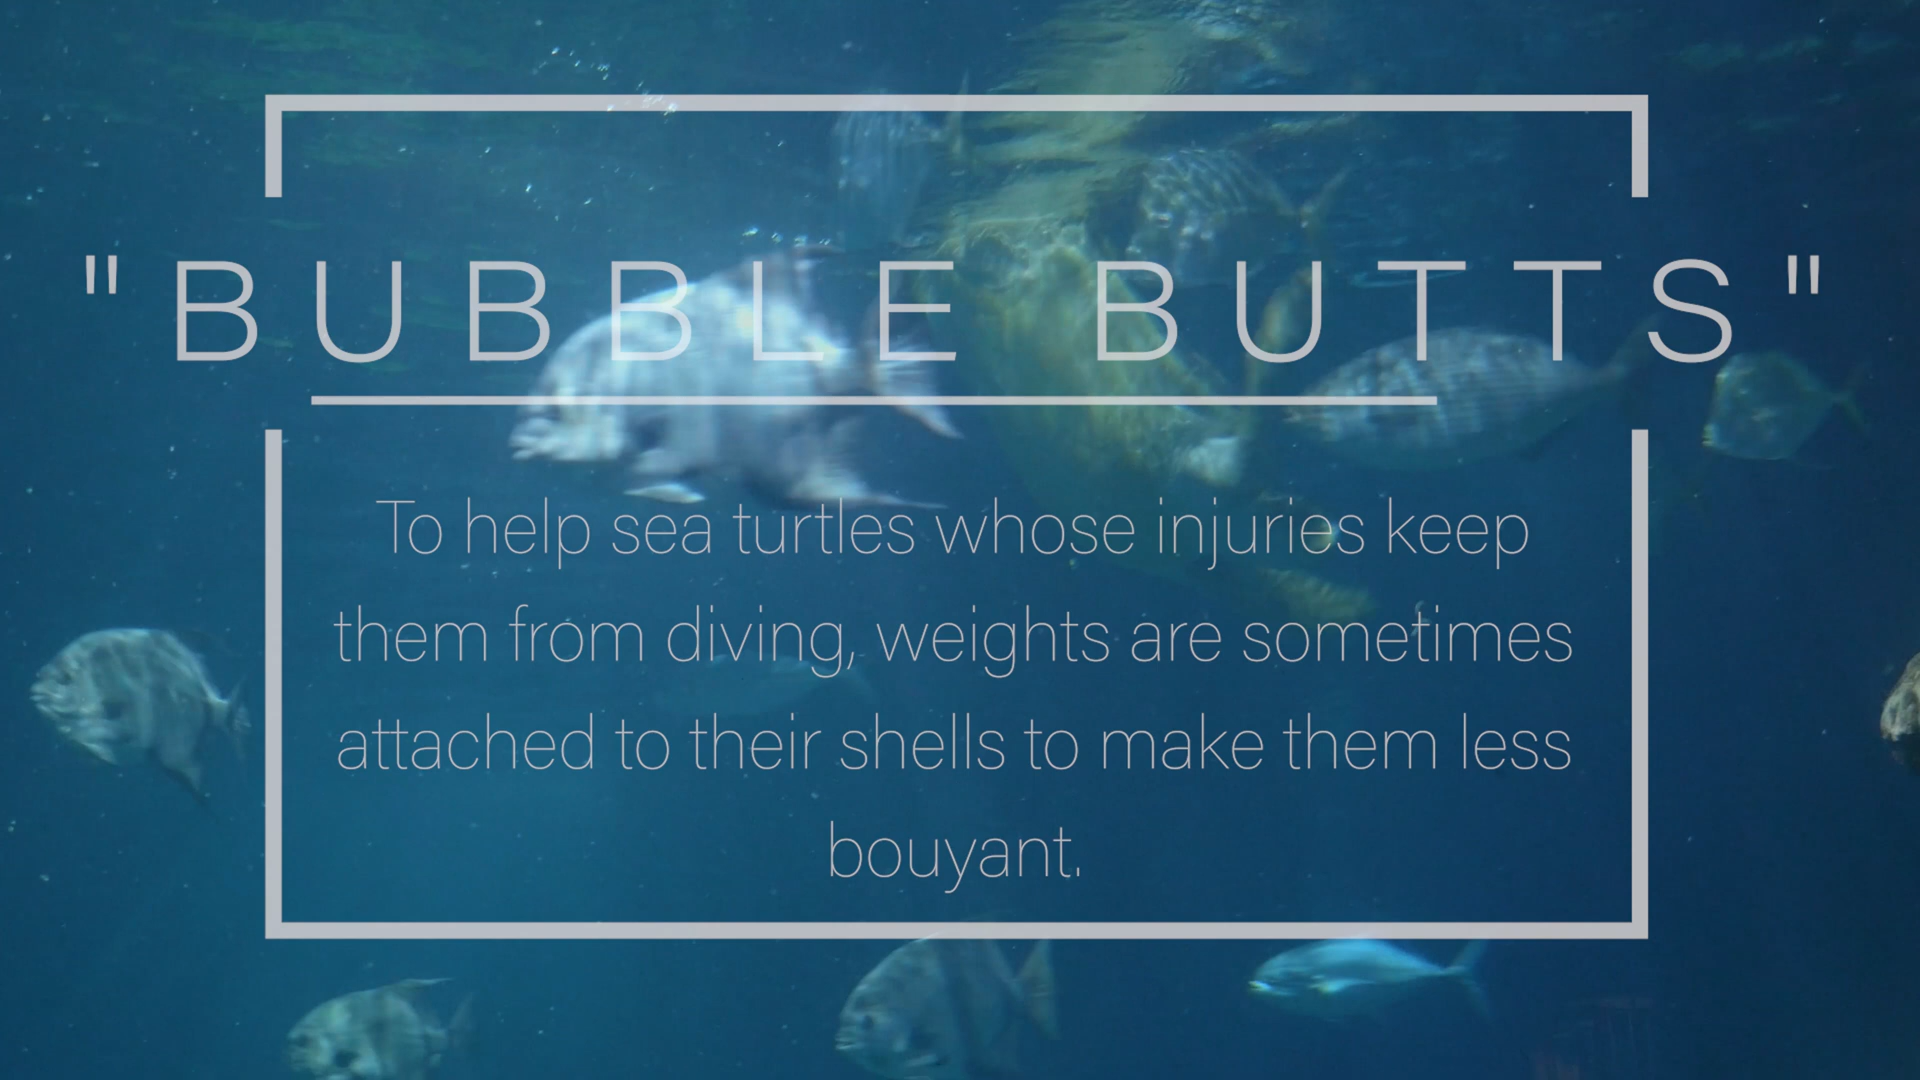 "BUBBLE BUTTS"
To help sea turtles whose injuries keep
them from diving, weights are sometimes
attached to their shells to make them less
bouyant.